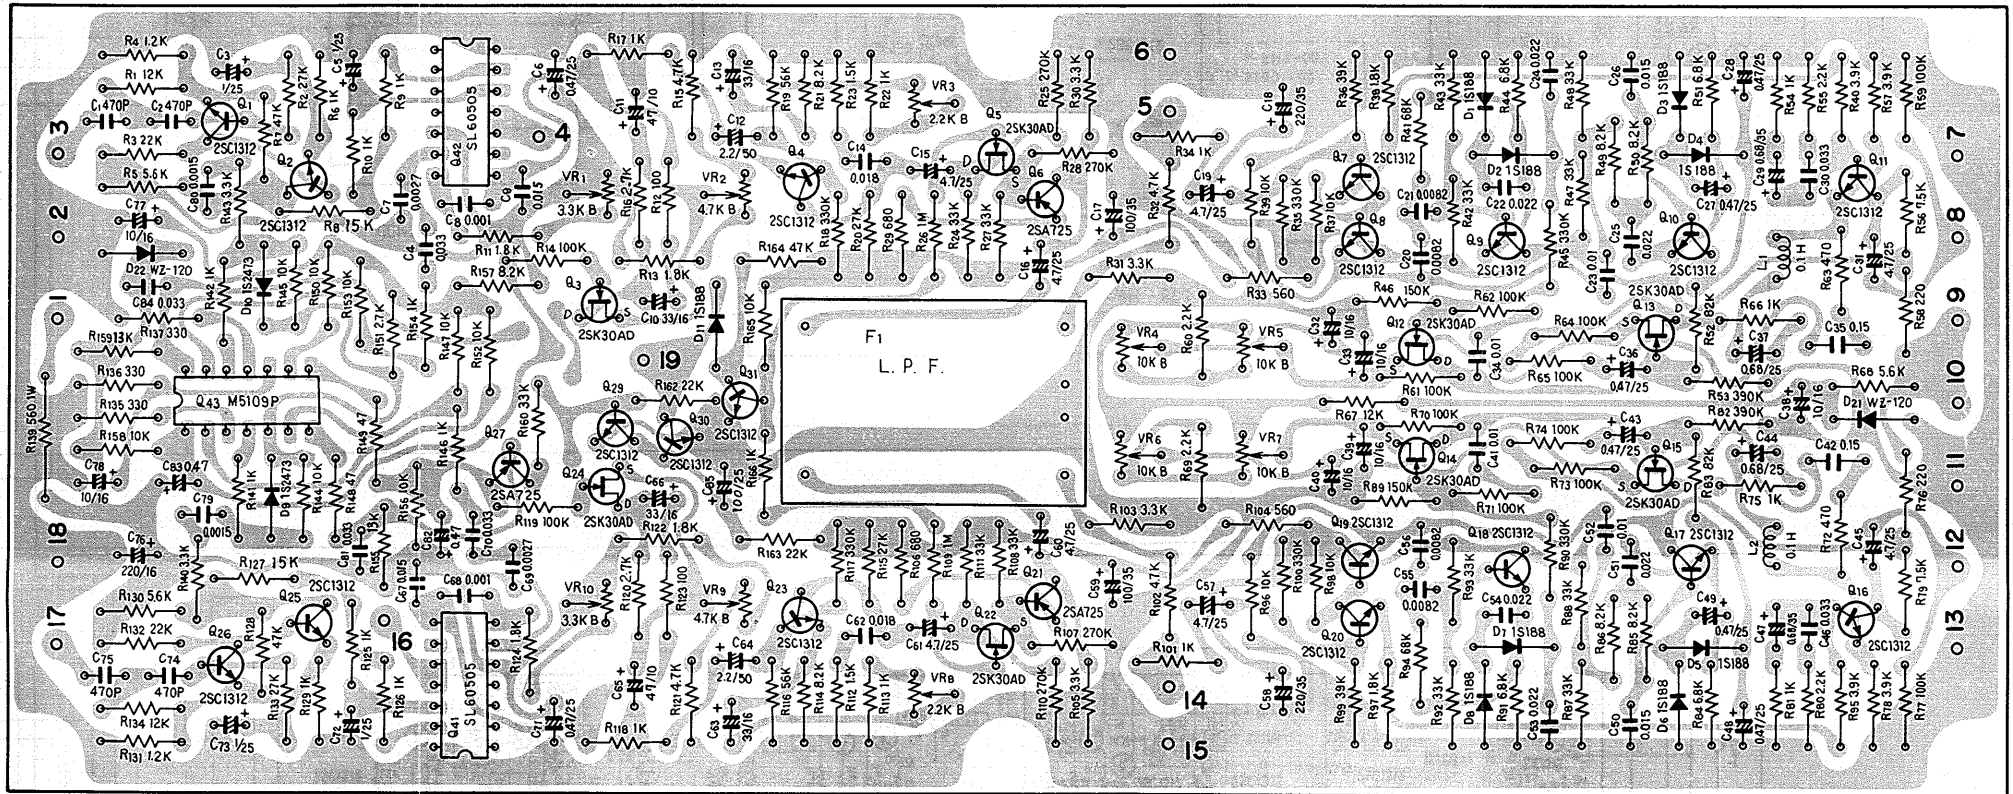 R4 1.2K
R1 12K
C1 470P
C2 470P
R3 22K
R5 5.6K
C3 1/25
Q1 2SC1312
R7 47K
R2 27K
R6 1K
C5 1/25
R9 1K
R10 1K
Q2 2SC1312
R8 15K
C80 0.0015
R143 3.3K
C77 10/16
D22 WZ-120
C84 0.033
R137 330
R142 1K
D10 1S2473
R145 10K
R150 10K
R153 10K
C7 0.0027
C4 0.033
Q42 SL60505
C8 0.001
C9 0.015
R11 1.8K
R14 100K
R157 8.2K
R151 2.7K
R154 1K
R147 10K
R152 10K
3
2
1
4
C6 0.47/25
R17 1K
C11 47/10
R15 4.7K
C13 33/16
C12 2.2/50
R19 56K
R21 8.2K
R23 1.5K
R22 1K
VR3 2.2K B
VR1 3.3K B
R16 2.7K
R12 100
VR2 4.7K B
Q4 2SC1312
C14 0.018
C15 4.7/25
Q5 2SK30AD
D
S
Q6 2SA725
R25 270K
R30 3.3K
R28 270K
C17 100/35
C16 4.7/25
R18 330K
R20 27K
R29 680
R26 1M
R24 33K
R27 33K
R164 47K
R13 1.8K
Q3 2SK30AD
D
S
C10 33/16
D11 1S188
R165 10K
F1
L. P. F.
6
5
C18 220/35
R34 1K
R32 4.7K
C19 4.7/25
R39 10K
R35 330K
R37 10K
R31 3.3K
R33 560
R36 39K
R38 1.8K
R41 68K
R43 33K
D1 1S188
R44 6.8K
C24 0.022
R48 33K
C26 0.015
D3 1S188
R51 6.8K
C28 0.47/25
R54 1K
R55 2.2K
R40 3.9K
R57 3.9K
R59 100K
Q7 2SC1312
D2 1S188
R47 33K
R49 8.2K
R50 8.2K
D4 1S188
C27 0.47/25
C29 0.68/35
C30 0.033
Q11 2SC1312
C21 0.0082
Q8 2SC1312
C20 0.0082
R42 33K
C22 0.022
Q9 2SC1312
R45 330K
C25 0.022
C23 0.01
Q10 2SC1312
L1 0.1 H
R63 470
C31 4.7/25
R56 7.5K
R58 220
7
8
9
10
VR4 10K B
R60 2.2K
VR5 10K B
C32 10/16
C33 10/16
R46 150K
Q12 2SK30AD
S
D
R61 100K
R62 100K
C34 0.01
R64 100K
R65 100K
C36 0.47/25
Q13 2SK30AD
S
D
R52 82K
R66 1K
C37 0.68/25
C35 0.15
R53 390K
R82 390K
C38 10/16
R68 5.6K
D21 WZ-120
R159 13K
R136 330
R135 330
R158 10K
R139 560 1W
Q43 M5109P
C78 10/16
C83 0.47
C79 0.0015
R141 1K
D9 1S2473
R144 10K
R148 47
R149 47
R146 1K
R156 10K
C81 0.033
R155 13K
C82 0.47
C70 0.033
Q27 2SA725
R160 33K
R119 100K
19
Q29
R162 22K
Q30 2SC1312
Q31 2SC1312
Q24 2SK30AD
S
D
C66 33/16
C85 100/25
R166 1K
R122 1.8K
R163 22K
VR6 10K B
R69 2.2K
VR7 10K B
R67 12K
R70 100K
C39 10/16
C40 10/16
Q14 2SK30AD
D
S
R89 150K
C41 0.01
R71 100K
R74 100K
R73 100K
C43 0.47/25
Q15 2SK30AD
S
D
R83 82K
C44 0.68/25
R75 1K
C42 0.15
R76 220
11
12
13
18
17
C76 220/16
R140 3.3K
R127 15K
R130 5.6K
R132 22K
C75 470P
C74 470P
R134 12K
R131 1.2K
Q26 2SC1312
C73 1/25
R128 47K
Q25 2SC1312
R133 27K
R129 1K
R125 1K
C72 1/25
R126 1K
16
C67 0.015
C68 0.001
C69 0.0027
Q41 SL60505
R124 1.8K
C71 0.47/25
VR10 3.3K B
R120 2.7K
R123 100
VR9 4.7K B
Q23 2SC1312
C65 47/10
R121 4.7K
C64 2.2/50
C63 33/16
R118 1K
R116 56K
R114 8.2K
R112 1.5K
R113 1K
C62 0.018
C61 4.7/25
VR8 2.2K B
R117 330K
R115 27K
R106 680
R109 1M
R111 33K
R108 33K
C60 4.7/25
Q21 2SA725
Q22 2SK30AD
D
S
R107 270K
R110 270K
R105 3.3K
C59 100/35
R103 3.3K
R104 560
R102 4.7K
C57 4.7/25
R101 1K
14
15
C58 220/35
R96 10K
R100 330K
R98 10K
Q19 2SC1312
Q20 2SC1312
C56 0.0082
C55 0.0082
R94 68K
R99 39K
R97 1.8K
R92 33K
D8 1S188
R91 6.8K
C53 0.022
R87 33K
C50 0.015
D6 1S188
R84 6.8K
C48 0.47/25
R81 1K
R80 2.2K
R95 3.9K
R78 3.9K
R77 100K
R93 33K
Q18 2SC1312
C54 0.022
D7 1S188
R90 330K
R88 33K
C52 0.01
C51 0.022
R86 8.2K
R85 8.2K
Q17 2SC1312
C49 0.47/25
D5 1S188
L2 0.1 H
R72 470
C45 4.7/25
R79 7.5K
C47 0.68/35
C46 0.033
Q16 2SC1312